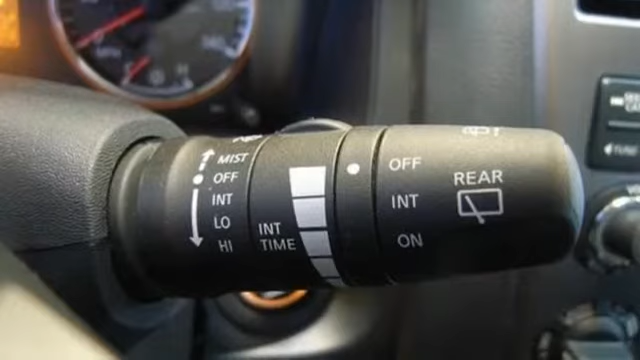 MIST
OFF
INT
LO
HI
INT
TIME
OFF
INT
ON
REAR